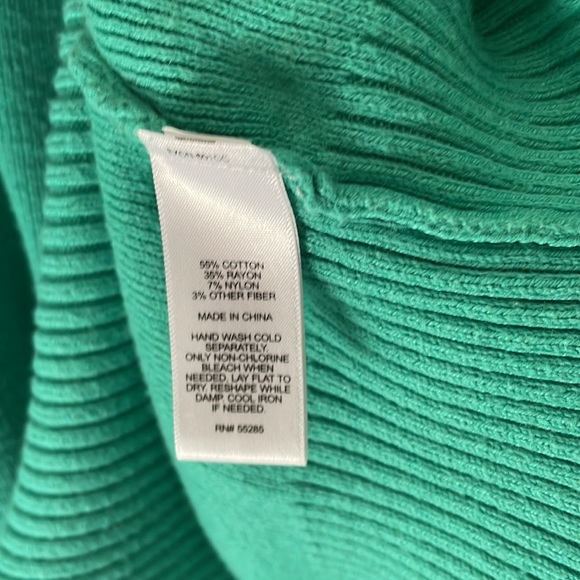 55% COTTON
35% RAYON
7% NYLON
3% OTHER FIBER
MADE IN CHINA
HAND WASH COLD
SEPARATELY.
ONLY NON-CHLORINE
BLEACH WHEN
NEEDED. LAY FLAT TO
DRY. RESHAPE WHILE
DAMP. COOL IRON
IF NEEDED.
RN# 55285